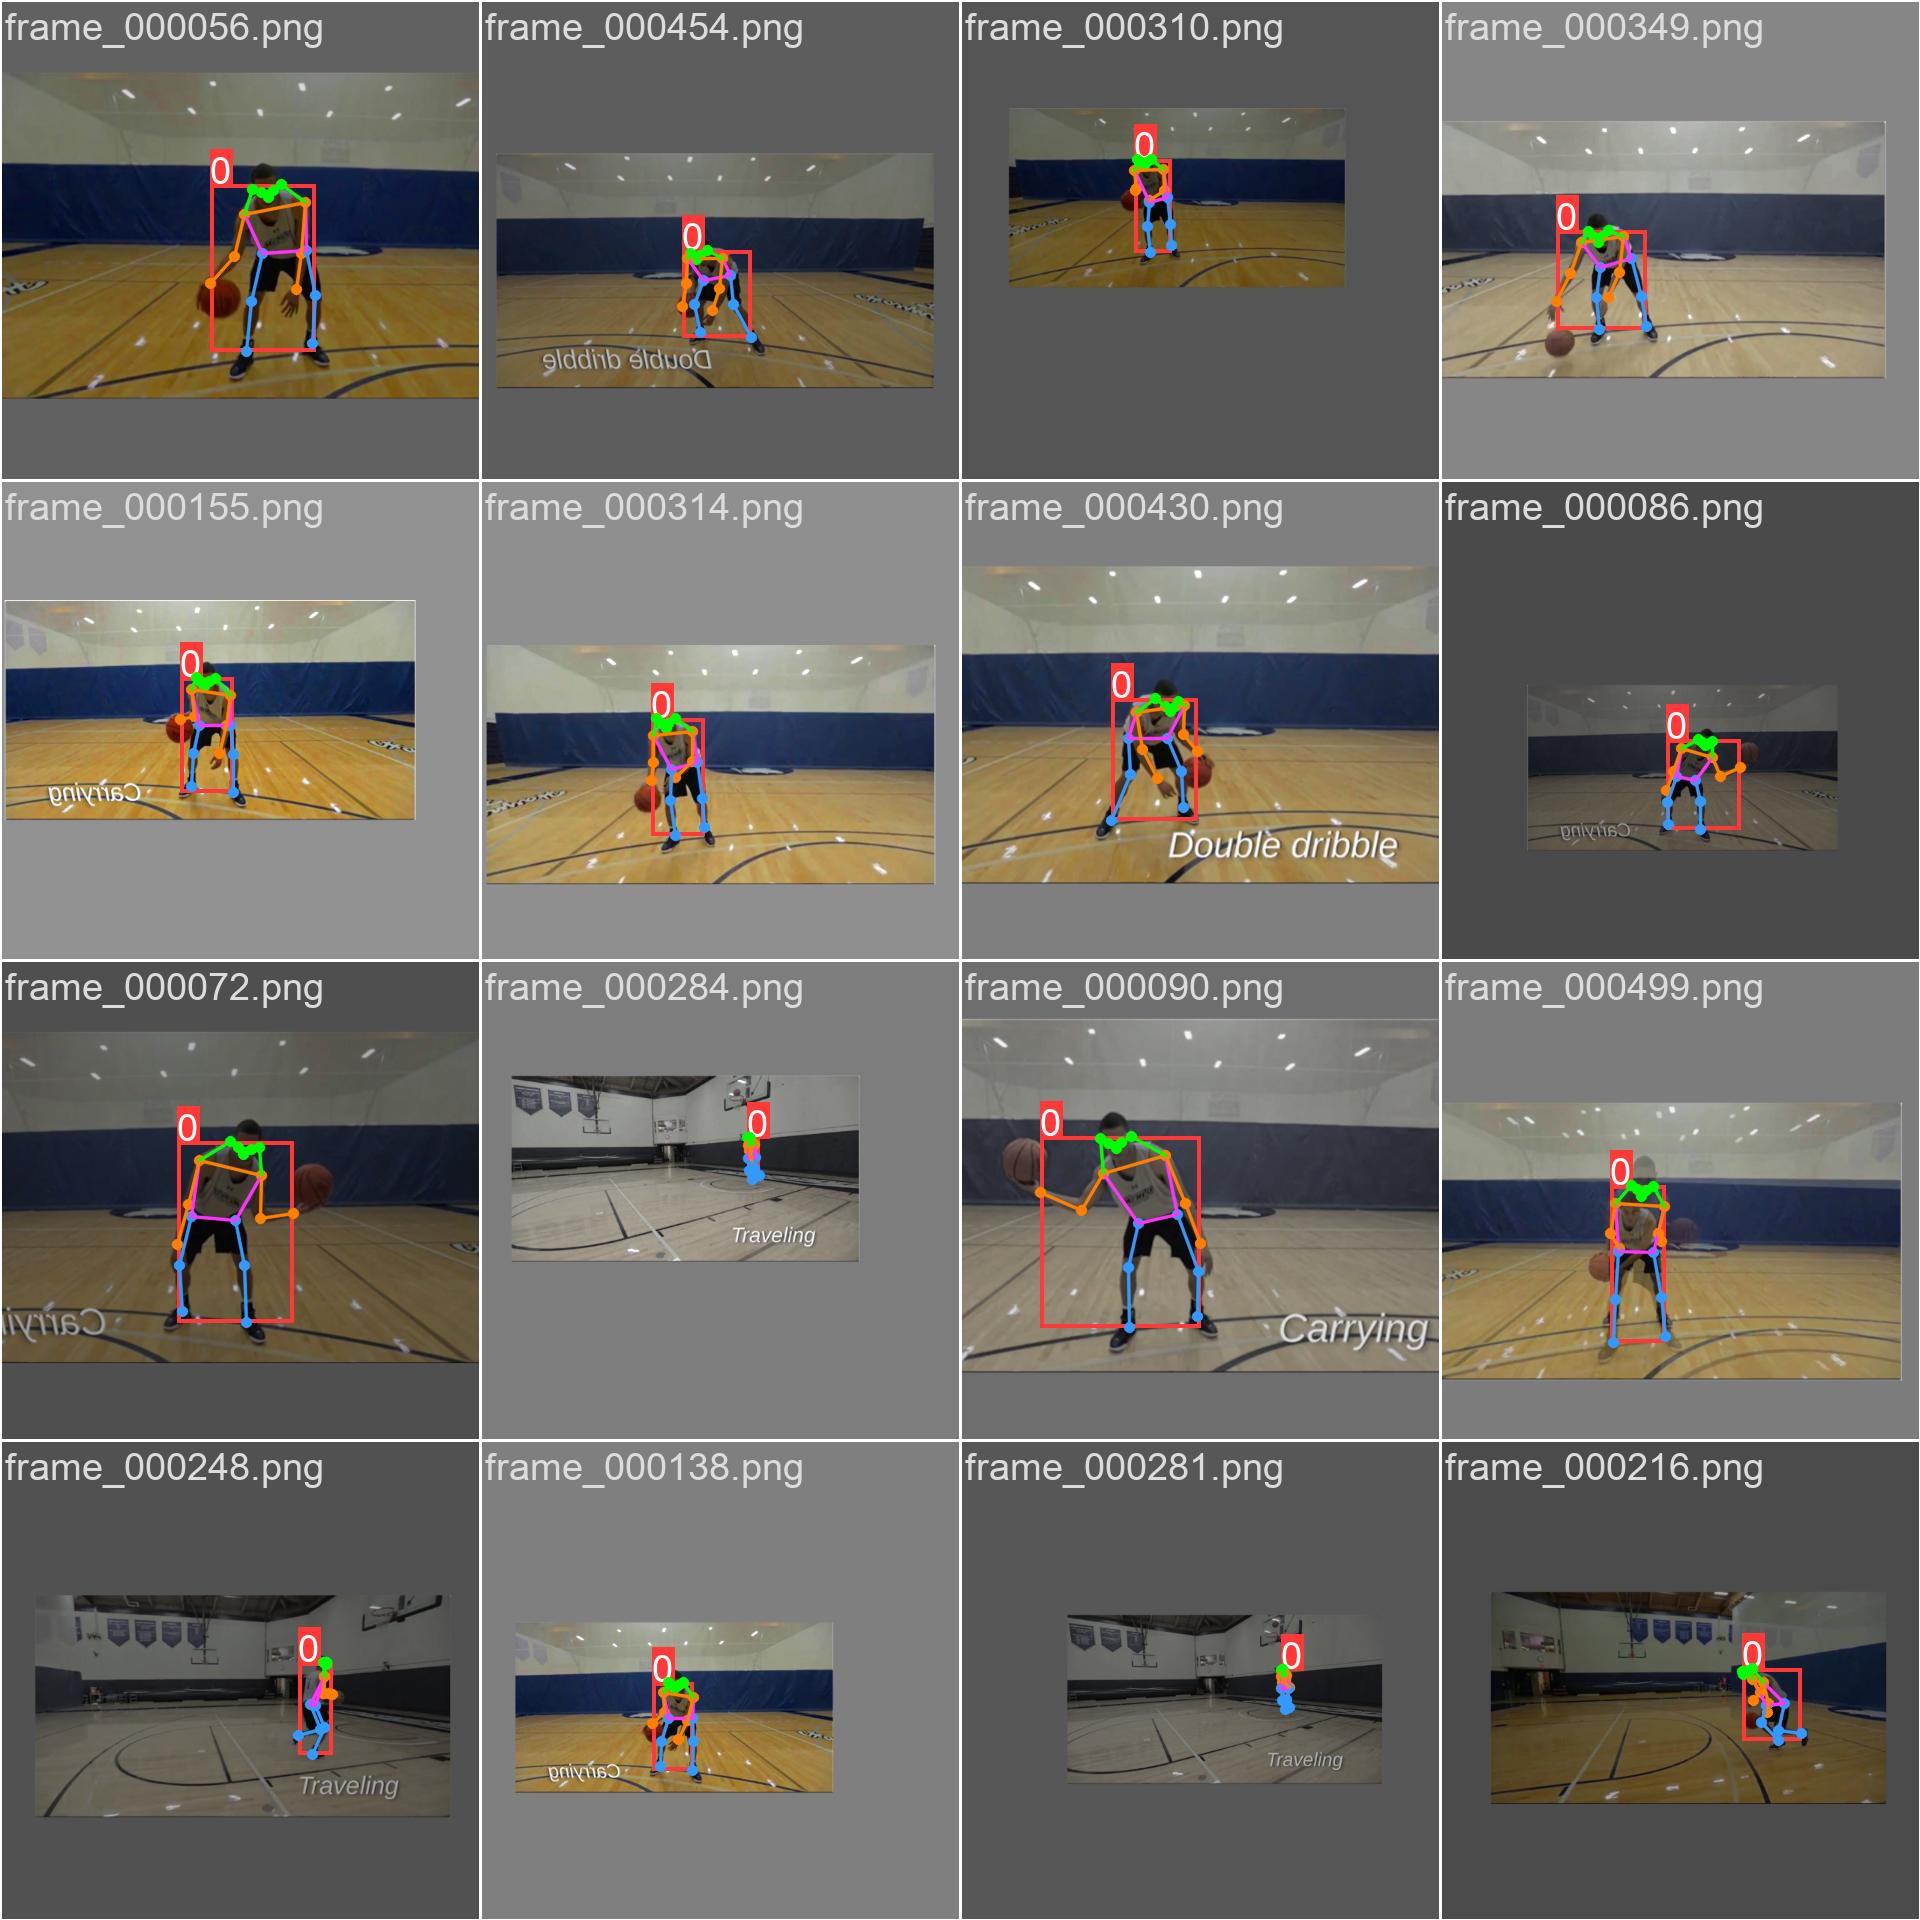 frame_000056.png
frame_000454.png
frame_000310.png
frame_000349.png
0
0
0
0
Double dribble
frame_000155.png
frame_000314.png
frame_000430.png
frame_000086.png
0
0
0
0
Carrying
Double dribble
Carrying
frame_000072.png
frame_000284.png
frame_000090.png
frame_000499.png
0
0
0
0
Carryin
Traveling
Carrying
frame_000248.png
frame_000138.png
frame_000281.png
frame_000216.png
0
0
0
0
Traveling
Carrying
Traveling